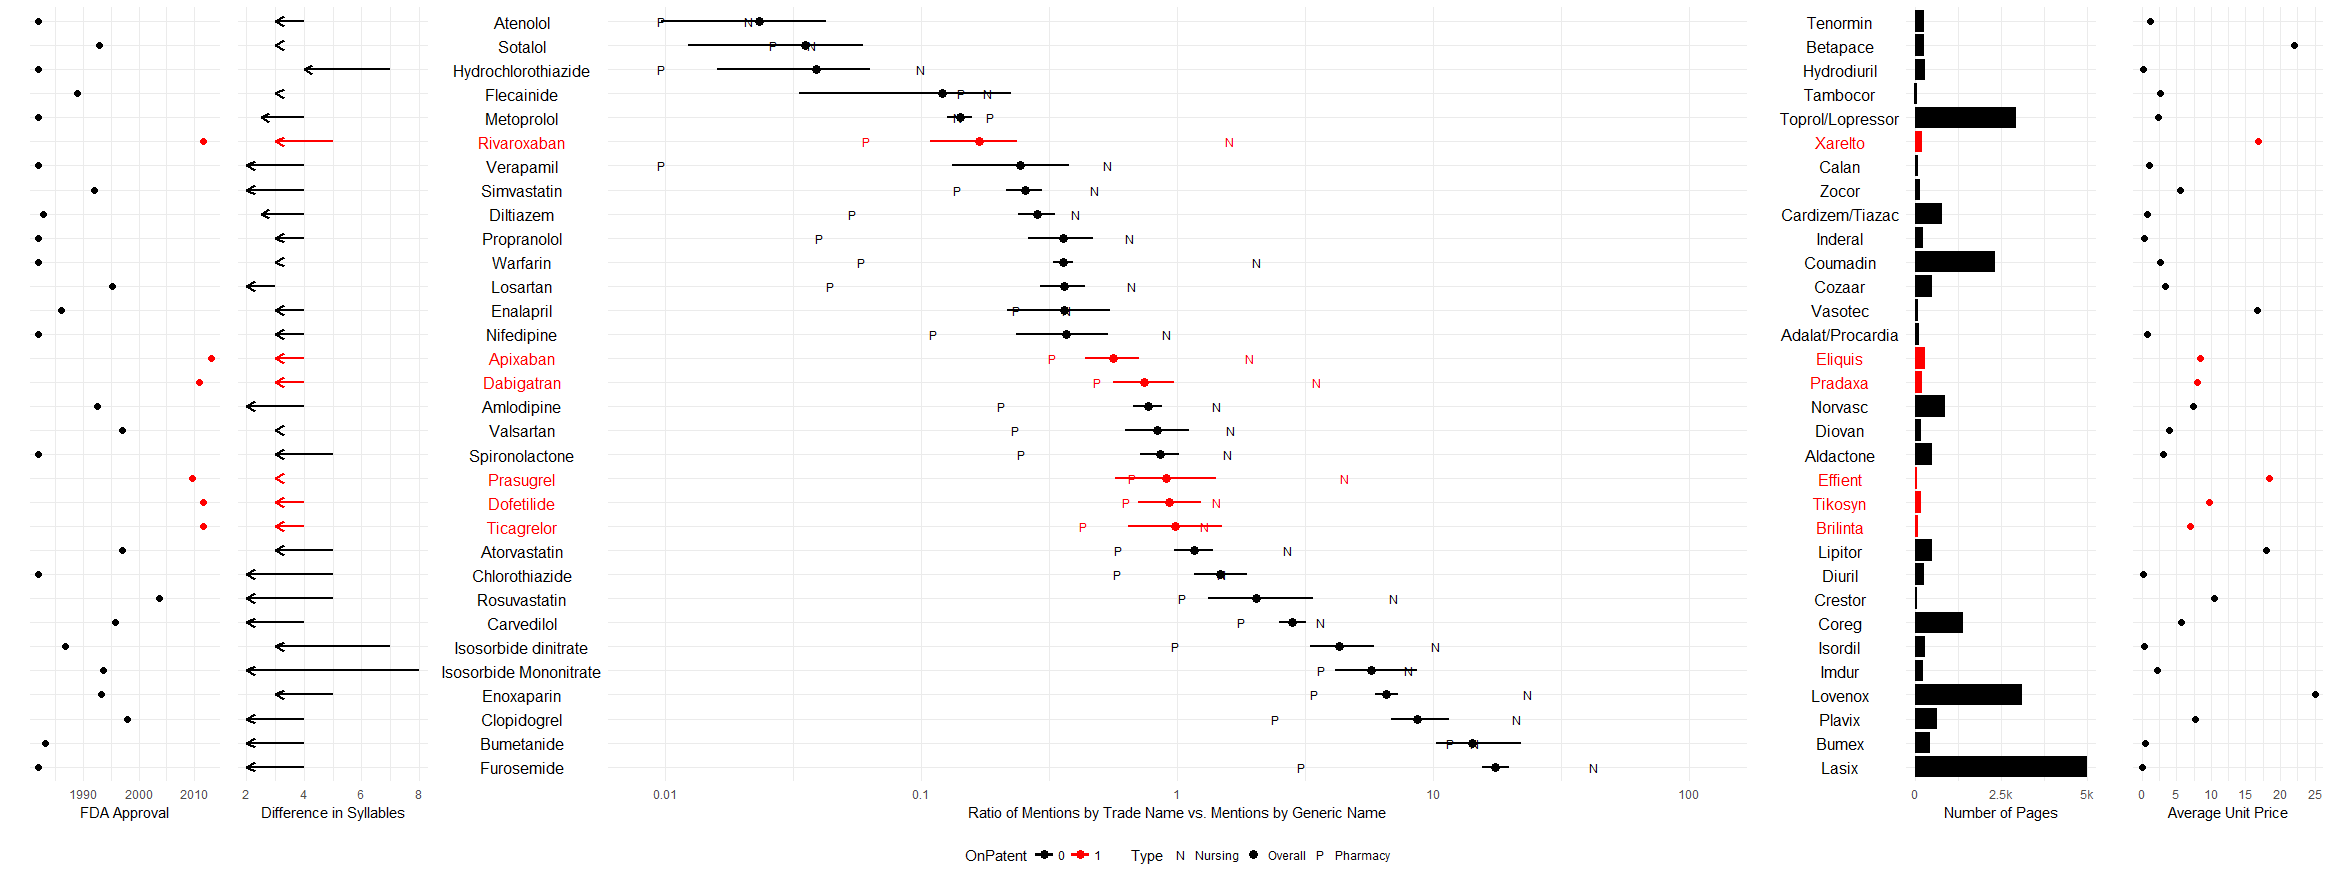 Atenolol Tenormin
Sotalol Betapace
Hydrochlorothiazide Hydrodiuril
Flecainide Tambocor
Metoprolol Toprol/Lopressor
Rivaroxaban Xarelto
Verapamil Calan
Simvastatin Zocor
Diltiazem Cardizem/Tiazac
Propranolol Inderal
Warfarin Coumadin
Losartan Cozaar
Enalapril Vasotec
Nifedipine Adalat/Procardia
Apixaban Eliquis
Dabigatran Pradaxa
Amlodipine Norvasc
Valsartan Diovan
Spironolactone Aldactone
Prasugrel Effient
Dofetilide Tikosyn
Ticagrelor Brilinta
Atorvastatin Lipitor
Chlorothiazide Diuril
Rosuvastatin Crestor
Carvedilol Coreg
Isosorbide dinitrate Isordil
Isosorbide Mononitrate Imdur
Enoxaparin Lovenox
Clopidogrel Plavix
Bumetanide Bumex
Furosemide Lasix
1990 2000 2010 2 4 6 8 0.01 0.1 1 10 100 0 2.5k 5k 0 5 10 15 20 25
FDA Approval Difference in Syllables Ratio of Mentions by Trade Name vs. Mentions by Generic Name Number of Pages Average Unit Price
OnPatent 0 1 Type N Nursing Overall P Pharmacy